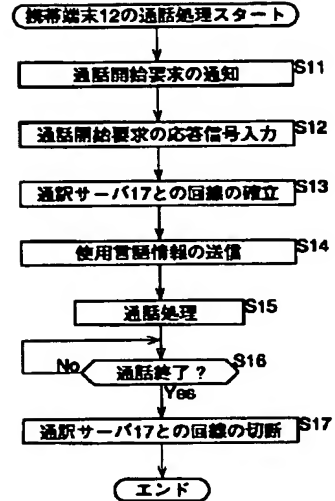 携帯端末12の通話処理スタート
通話開始要求の通知
S11
通話開始要求の応答信号入力
S12
通訳サーバ17との回線の確立
S13
使用言語情報の送信
S14
通話処理
S15
通話終了?
S16
No
Yes
通訳サーバ17との回線の切断
S17
エンド